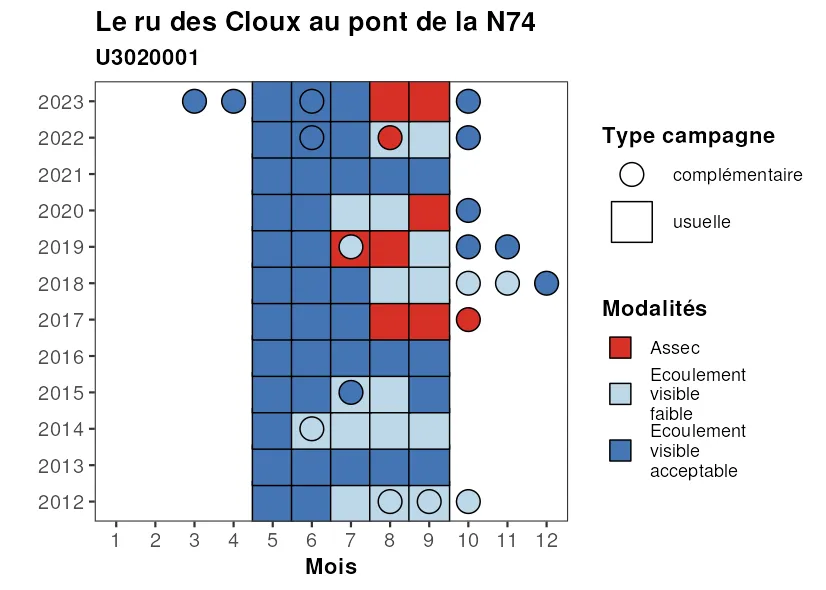 Le ru des Cloux au pont de la N74
U3020001
2023
2022
2021
2020
2019
2018
2017
2016
2015
2014
2013
2012
1 2 3 4 5 6 7 8 9 10 11 12
Mois
Type campagne
complémentaire
usuelle
Modalités
Assec
Ecoulement
visible
faible
Ecoulement
visible
acceptable